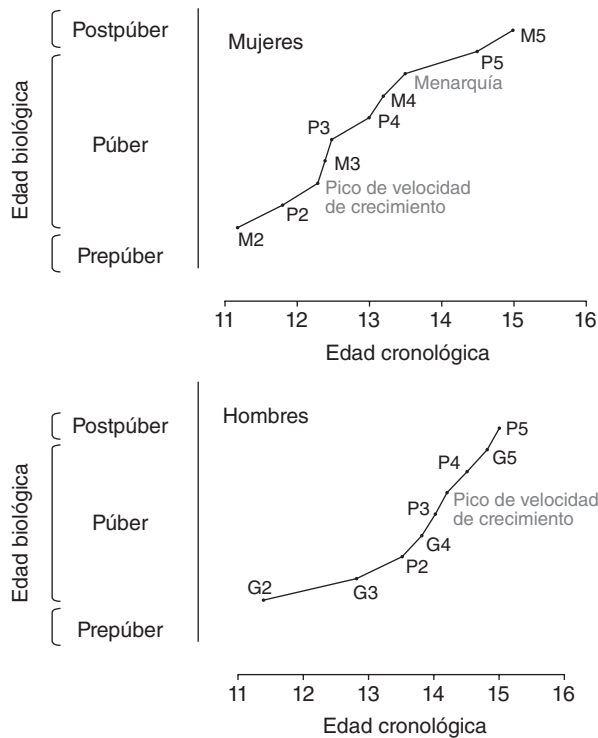 Postpúber
Mujeres
M5
P5
Menarquía
M4
P4
P3
Púber
M3
Pico de velocidad
de crecimiento
P2
M2
Prepúber
Edad biológica
11 12 13 14 15 16
Edad cronológica
Hombres
Postpúber
P5
G5
P4
Pico de velocidad
de crecimiento
P3
Púber
G4
P2
G3
G2
Prepúber
Edad biológica
11 12 13 14 15 16
Edad cronológica